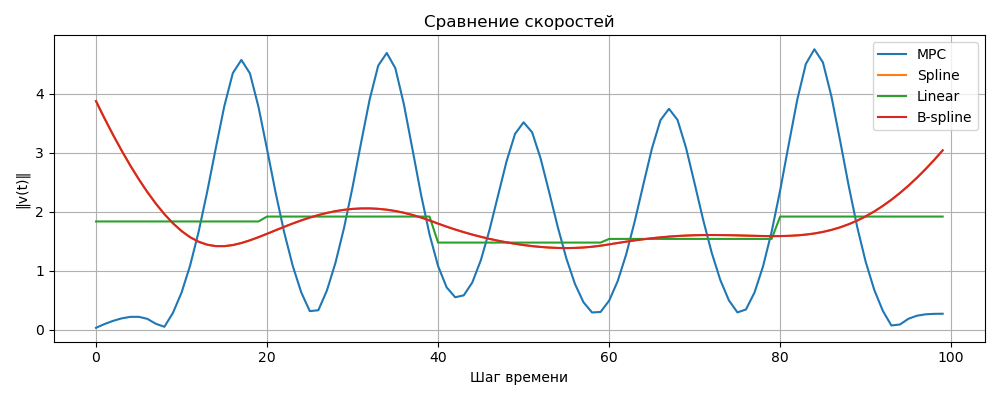 Сравнение скоростей
‖v(t)‖
4
3
2
1
0
0 20 40 60 80 100
Шаг времени
MPC
Spline
Linear
B-spline